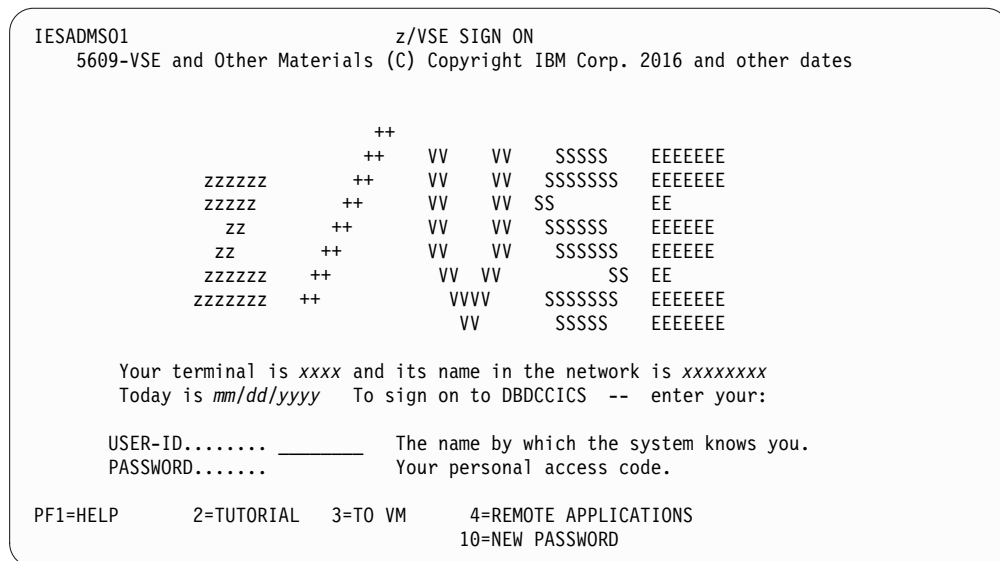 IESADMSO1                          z/VSE SIGN ON
    5609-VSE and Other Materials (C) Copyright IBM Corp. 2016 and other dates
                                ++
                               ++     VV    VV    SSSSS    EEEEEEE
                zzzzzz        ++     VV    VV   SSSSSSS   EEEEEEE
                zzzzz        ++      VV    VV  SS         EE
                  zz        ++       VV    VV   SSSSSS   EEEEEE
                 zz        ++        VV    VV    SSSSSS   EEEEEE
                zzzzzz    ++          VV  VV          SS  EE
               zzzzzzz   ++            VVVV     SSSSSSS   EEEEEEE
                                        VV       SSSSS    EEEEEEE
        Your terminal is xxxx and its name in the network is xxxxxxxx
        Today is mm/dd/yyyy   To sign on to DBDCCICS  --  enter your:
       USER-ID........ ________   The name by which the system knows you.
       PASSWORD.......            Your personal access code.
PF1=HELP       2=TUTORIAL   3=TO VM      4=REMOTE APPLICATIONS
                                        10=NEW PASSWORD